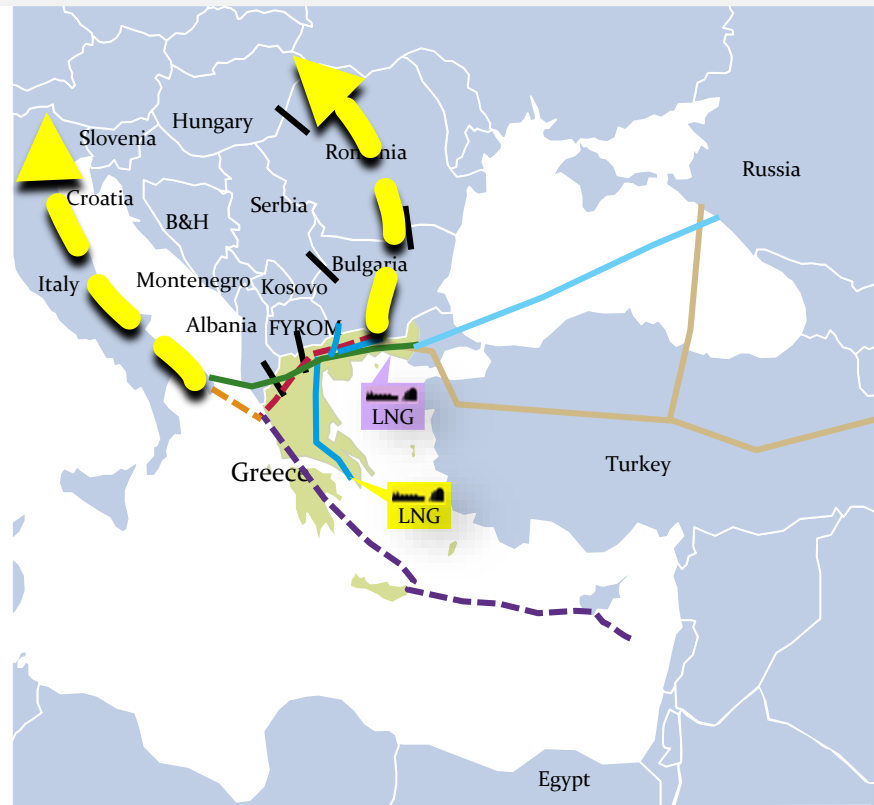 Hungary
Slovenia
Romania
Russia
Croatia
Serbia
B&H
Bulgaria
Italy
Montenegro
Kosovo
Albania
FYROM
LNG
Turkey
Greece
LNG
Egypt